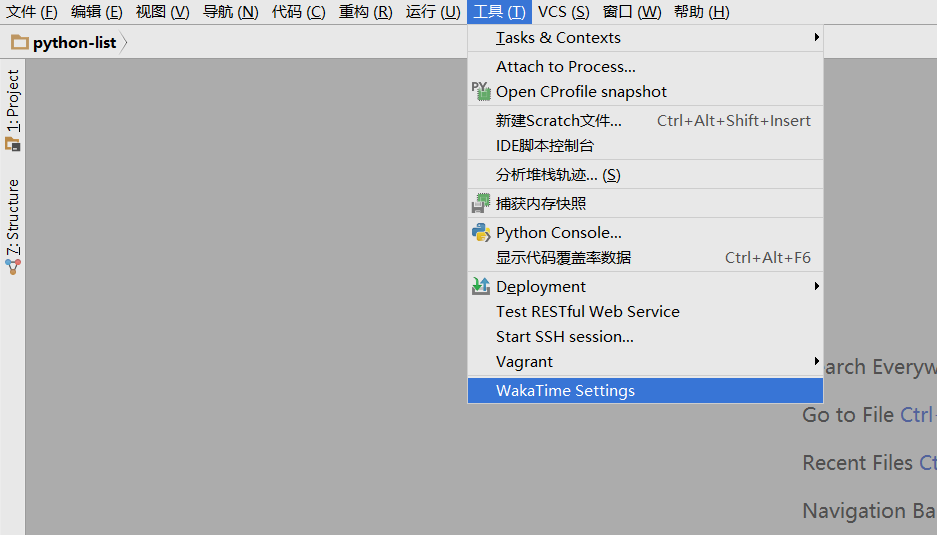 文件 (F) 编辑 (E) 视图 (V) 导航 (N) 代码 (C) 重构 (R) 运行 (U) 工具 (T) VCS (S) 窗口 (W) 帮助 (H)
python-list
1: Project
Z: Structure
Tasks & Contexts
Attach to Process...
Open CProfile snapshot
新建Scratch文件... Ctrl+Alt+Shift+Insert
IDE脚本控制台
分析堆栈轨迹... (S)
捕获内存快照
Python Console...
显示代码覆盖率数据 Ctrl+Alt+F6
Deployment
Test RESTful Web Service
Start SSH session...
Vagrant
WakaTime Settings
arch Everyw
Go to File Ctrl
Recent Files Ct
Navigation Ba